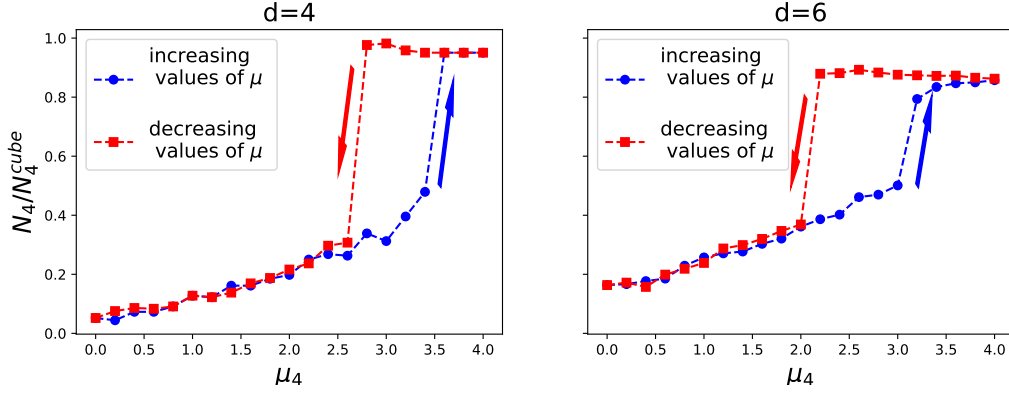 d=4
increasing
values of μ
decreasing
values of μ
N₄/N₄ᶜᵘᵇᵉ
1.0
0.8
0.6
0.4
0.2
0.0
0.0 0.5 1.0 1.5 2.0 2.5 3.0 3.5 4.0
μ₄
d=6
increasing
values of μ
decreasing
values of μ
0.0 0.5 1.0 1.5 2.0 2.5 3.0 3.5 4.0
μ₄